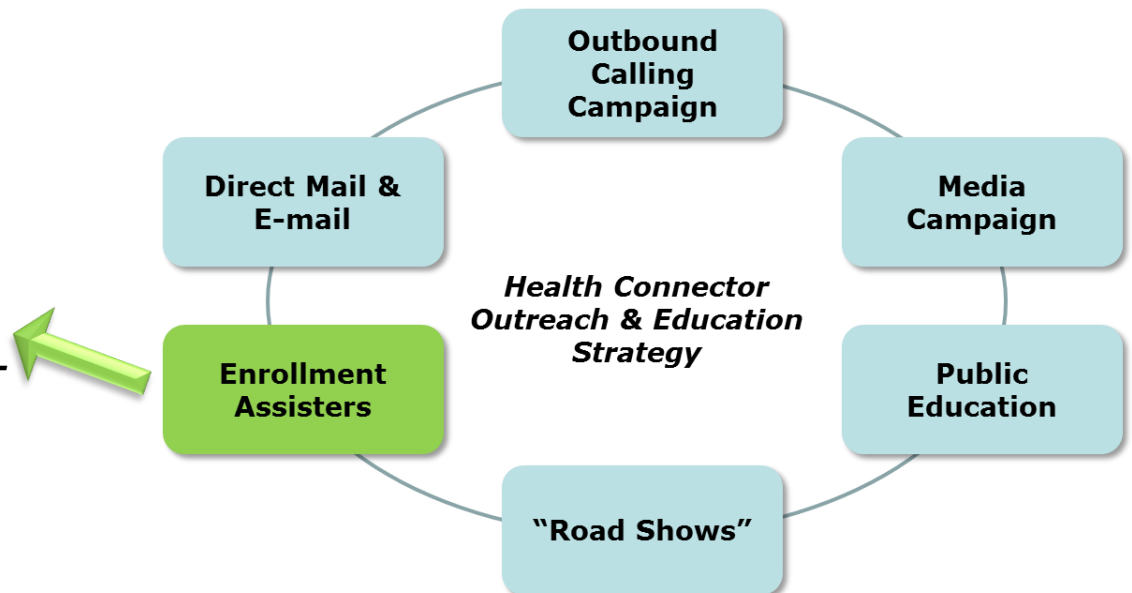 Outbound
Calling
Campaign
Direct Mail &
E-mail
Media
Campaign
Health Connector
Outreach & Education
Strategy
Enrollment
Assisters
Public
Education
“Road Shows”